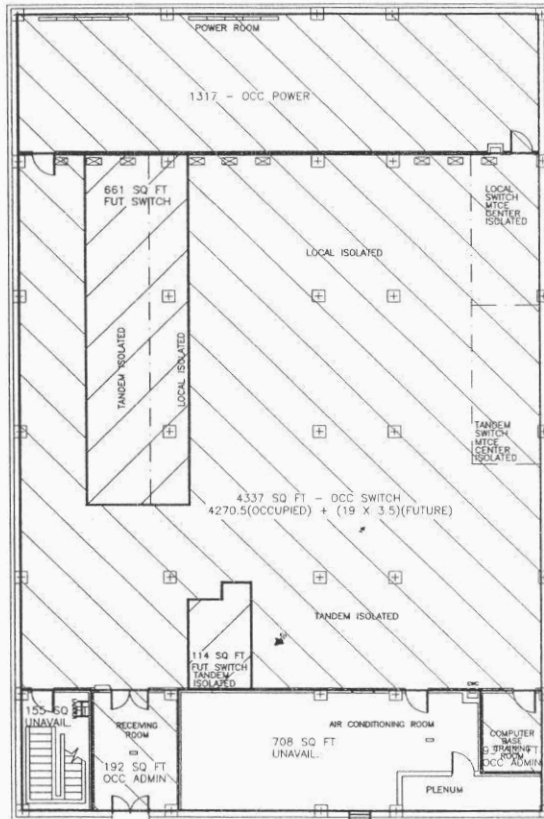 POWER ROOM
1317 - OCC POWER
661 SQ FT
FUT SWITCH
LOCAL
SWITCH
MTCE
CENTER
ISOLATED
LOCAL ISOLATED
TANDEM ISOLATED
LOCAL ISOLATED
TANDEM
SWITCH
MTCE
CENTER
ISOLATED
4337 SQ FT - OCC SWITCH
4270.5(OCCUPIED) + (19 X 3.5)(FUTURE)
TANDEM ISOLATED
114 SQ FT
FUT SWITCH
TANDEM
ISOLATED
155 SQ
UNAVAIL.
RECEIVING
ROOM
192 SQ FT
OCC ADMIN
AIR CONDITIONING ROOM
708 SQ FT
UNAVAIL.
COMPUTER
BASE
TRAINING
ROOM
OCC ADMIN
PLENUM